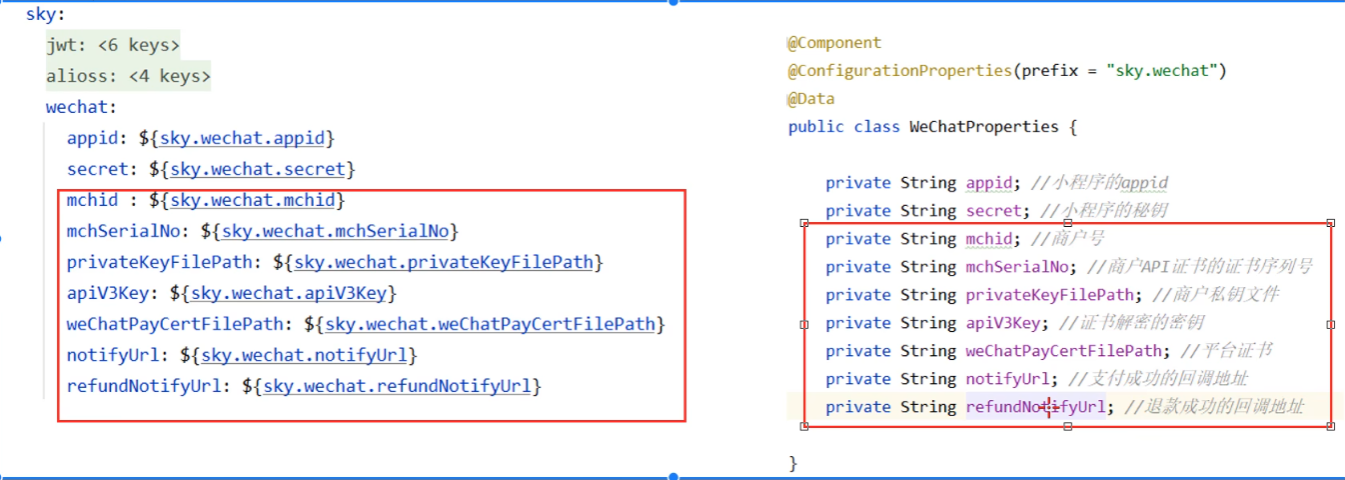 sky:
jwt: <6 keys>
alioss: <4 keys>
wechat:
appid: ${sky.wechat.appid}
secret: ${sky.wechat.secret}
mchid : ${sky.wechat.mchid}
mchSerialNo: ${sky.wechat.mchSerialNo}
privateKeyFilePath: ${sky.wechat.privateKeyFilePath}
apiV3Key: ${sky.wechat.apiV3Key}
weChatPayCertFilePath: ${sky.wechat.weChatPayCertFilePath}
notifyUrl: ${sky.wechat.notifyUrl}
refundNotifyUrl: ${sky.wechat.refundNotifyUrl}
@Component
@ConfigurationProperties(prefix = "sky.wechat")
@Data
public class WeChatProperties {
private String appid; //小程序的appid
private String secret; //小程序的秘钥
private String mchid; //商户号
private String mchSerialNo; //商户API证书的证书序列号
private String privateKeyFilePath; //商户私钥文件
private String apiV3Key; //证书解密的密钥
private String weChatPayCertFilePath; //平台证书
private String notifyUrl; //支付成功的回调地址
private String refundNotifyUrl; //退款成功的回调地址
}